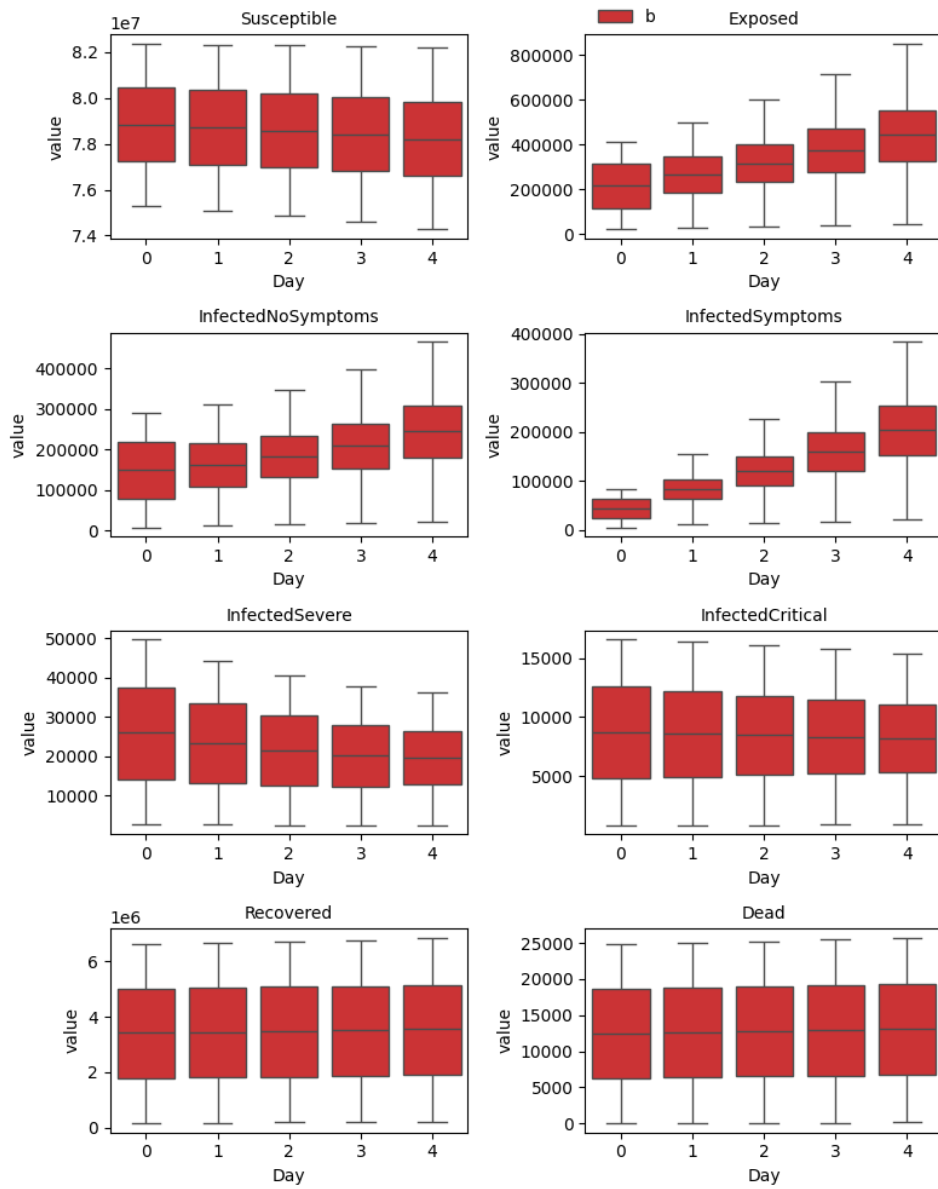 Susceptible
1e7
8.2
8.0
7.8
7.6
7.4
value
0 1 2 3 4
Day
b
Exposed
800000
600000
400000
200000
0
value
0 1 2 3 4
Day
InfectedNoSymptoms
400000
300000
200000
100000
0
value
0 1 2 3 4
Day
InfectedSymptoms
400000
300000
200000
100000
0
value
0 1 2 3 4
Day
InfectedSevere
50000
40000
30000
20000
10000
value
0 1 2 3 4
Day
InfectedCritical
15000
10000
5000
value
0 1 2 3 4
Day
Recovered
1e6
6
4
2
0
value
0 1 2 3 4
Day
Dead
25000
20000
15000
10000
5000
0
value
0 1 2 3 4
Day